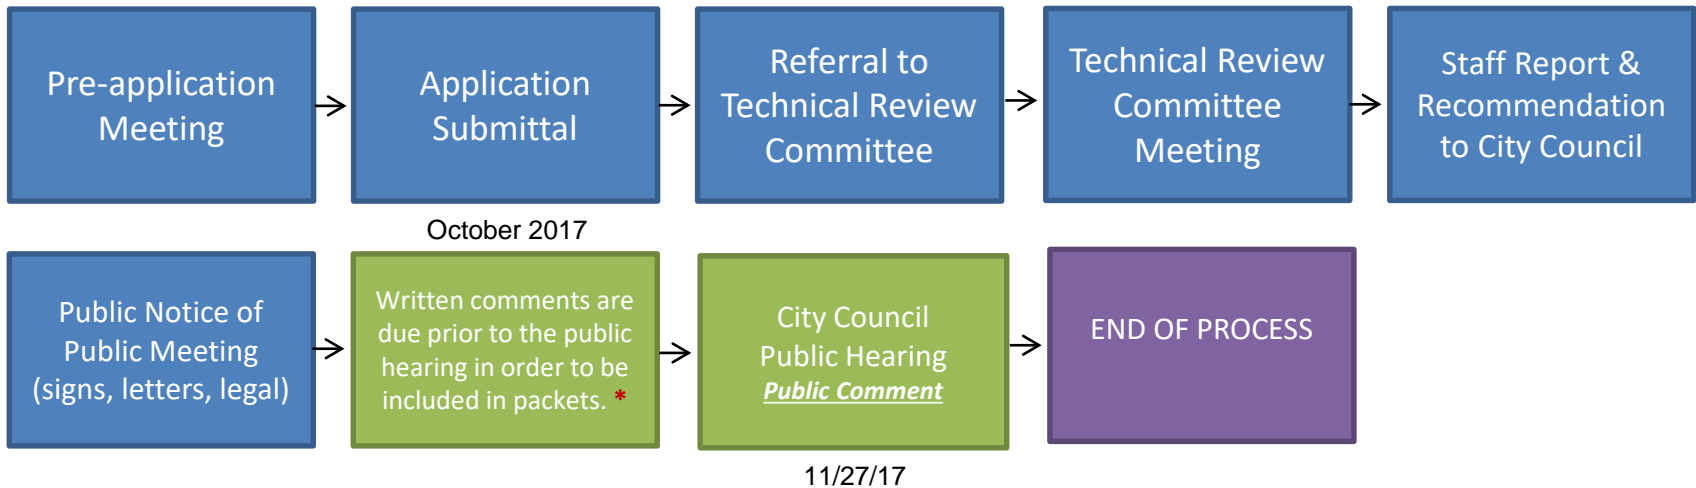 Pre-application
Meeting
Application
Submittal
Referral to
Technical Review
Committee
Technical Review
Committee
Meeting
Staff Report &
Recommendation
to City Council
October 2017
Public Notice of
Public Meeting
(signs, letters, legal)
Written comments are
due prior to the public
hearing in order to be
included in packets. *
City Council
Public Hearing
Public Comment
END OF PROCESS
11/27/17